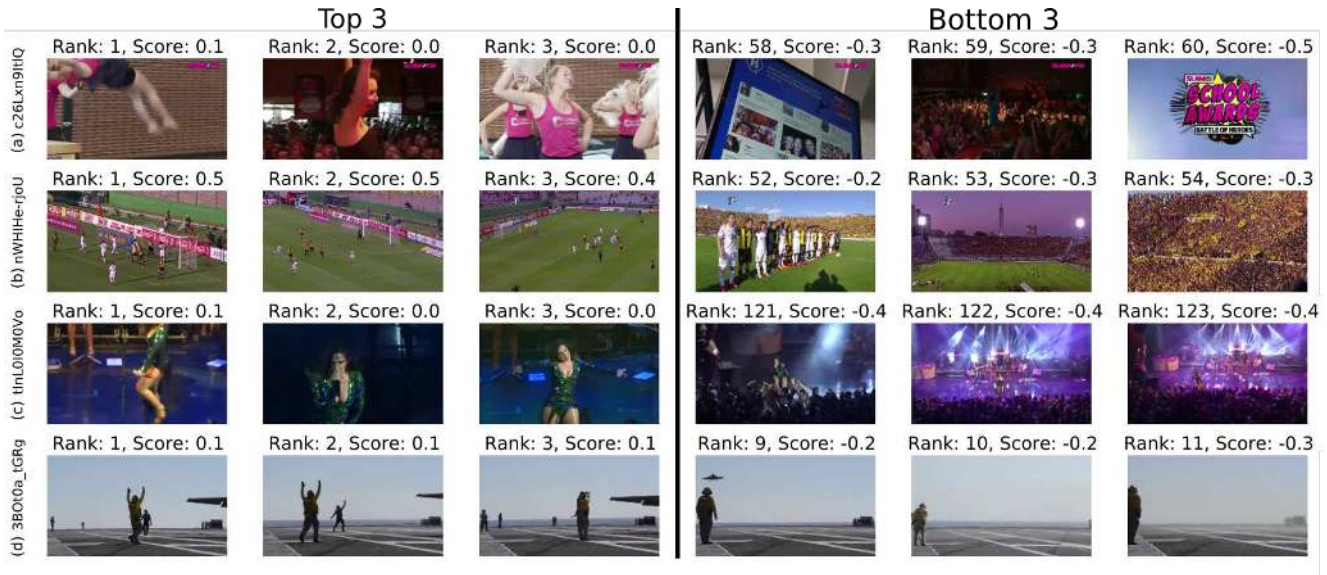 Top 3 Bottom 3
(a) c26Lxn9ItIQ
Rank: 1, Score: 0.1 Rank: 2, Score: 0.0 Rank: 3, Score: 0.0 Rank: 58, Score: -0.3 Rank: 59, Score: -0.3 Rank: 60, Score: -0.5
SCHOOL
AWARDS
BATTLE OF HEROES
(b) nWHIHe-rjoU
Rank: 1, Score: 0.5 Rank: 2, Score: 0.5 Rank: 3, Score: 0.4 Rank: 52, Score: -0.2 Rank: 53, Score: -0.3 Rank: 54, Score: -0.3
(c) tInL0I0M0Vo
Rank: 1, Score: 0.1 Rank: 2, Score: 0.0 Rank: 3, Score: 0.0 Rank: 121, Score: -0.4 Rank: 122, Score: -0.4 Rank: 123, Score: -0.4
(d) 3BOt0a_tGRg
Rank: 1, Score: 0.1 Rank: 2, Score: 0.1 Rank: 3, Score: 0.1 Rank: 9, Score: -0.2 Rank: 10, Score: -0.2 Rank: 11, Score: -0.3